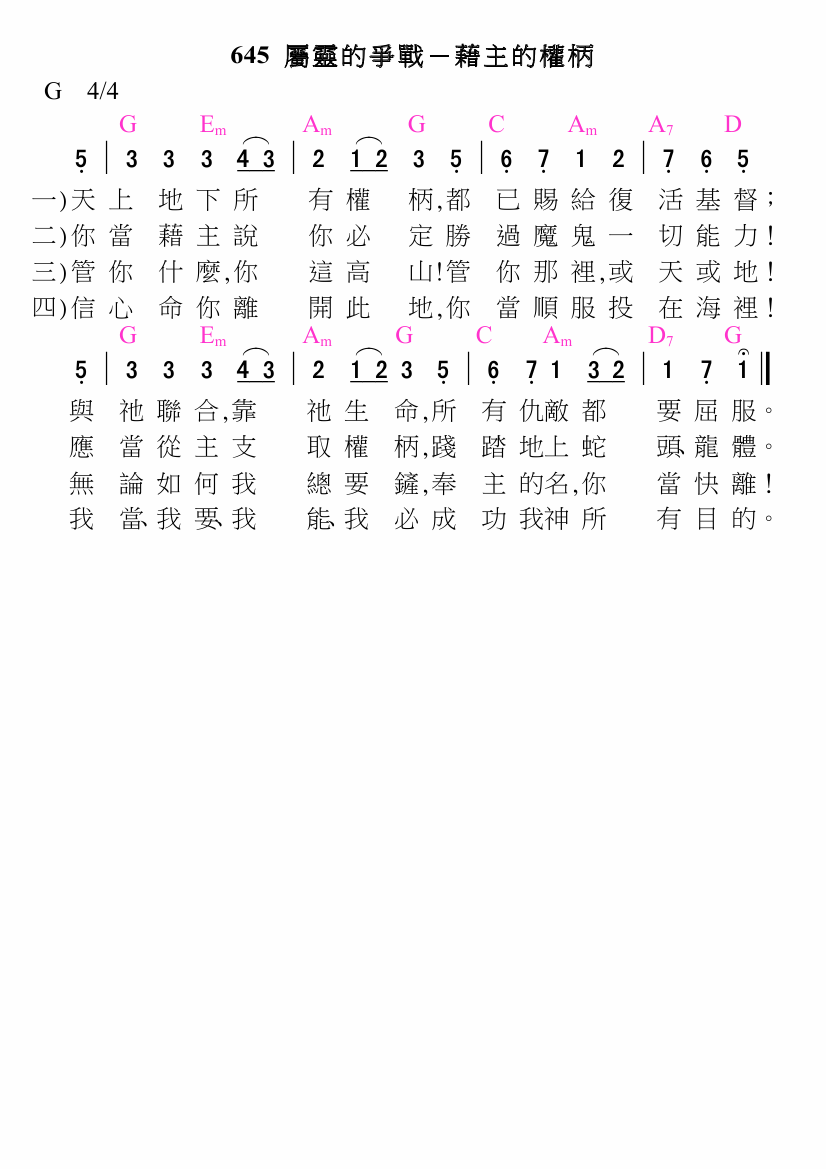 645 屬靈的爭戰－藉主的權柄
G 4/4
G Em Am G C Am A7 D
5 | 3 3 3 4 3 | 2 1 2 3 5 | 6 7 1 2 | 7 6 5
一)天上地下所有權柄,都已賜給復活基督；
二)你當藉主說你必定勝過魔鬼一切能力！
三)管你什麼,你這高山！管你那裡,或天或地！
四)信心命你離開此地,你當順服投在海裡！
G Em Am G C Am D7 G
5 | 3 3 3 4 3 | 2 1 2 3 5 | 6 7 1 3 2 | 1 7 1 ||
與祂聯合,靠祂生命,所有仇敵都要屈服。
應當從主支取權柄,踐踏地上蛇頭、龍體。
無論如何我總要鏟,奉主的名,你當快離！
我當、我要、我能、我必成功我神所有目的。